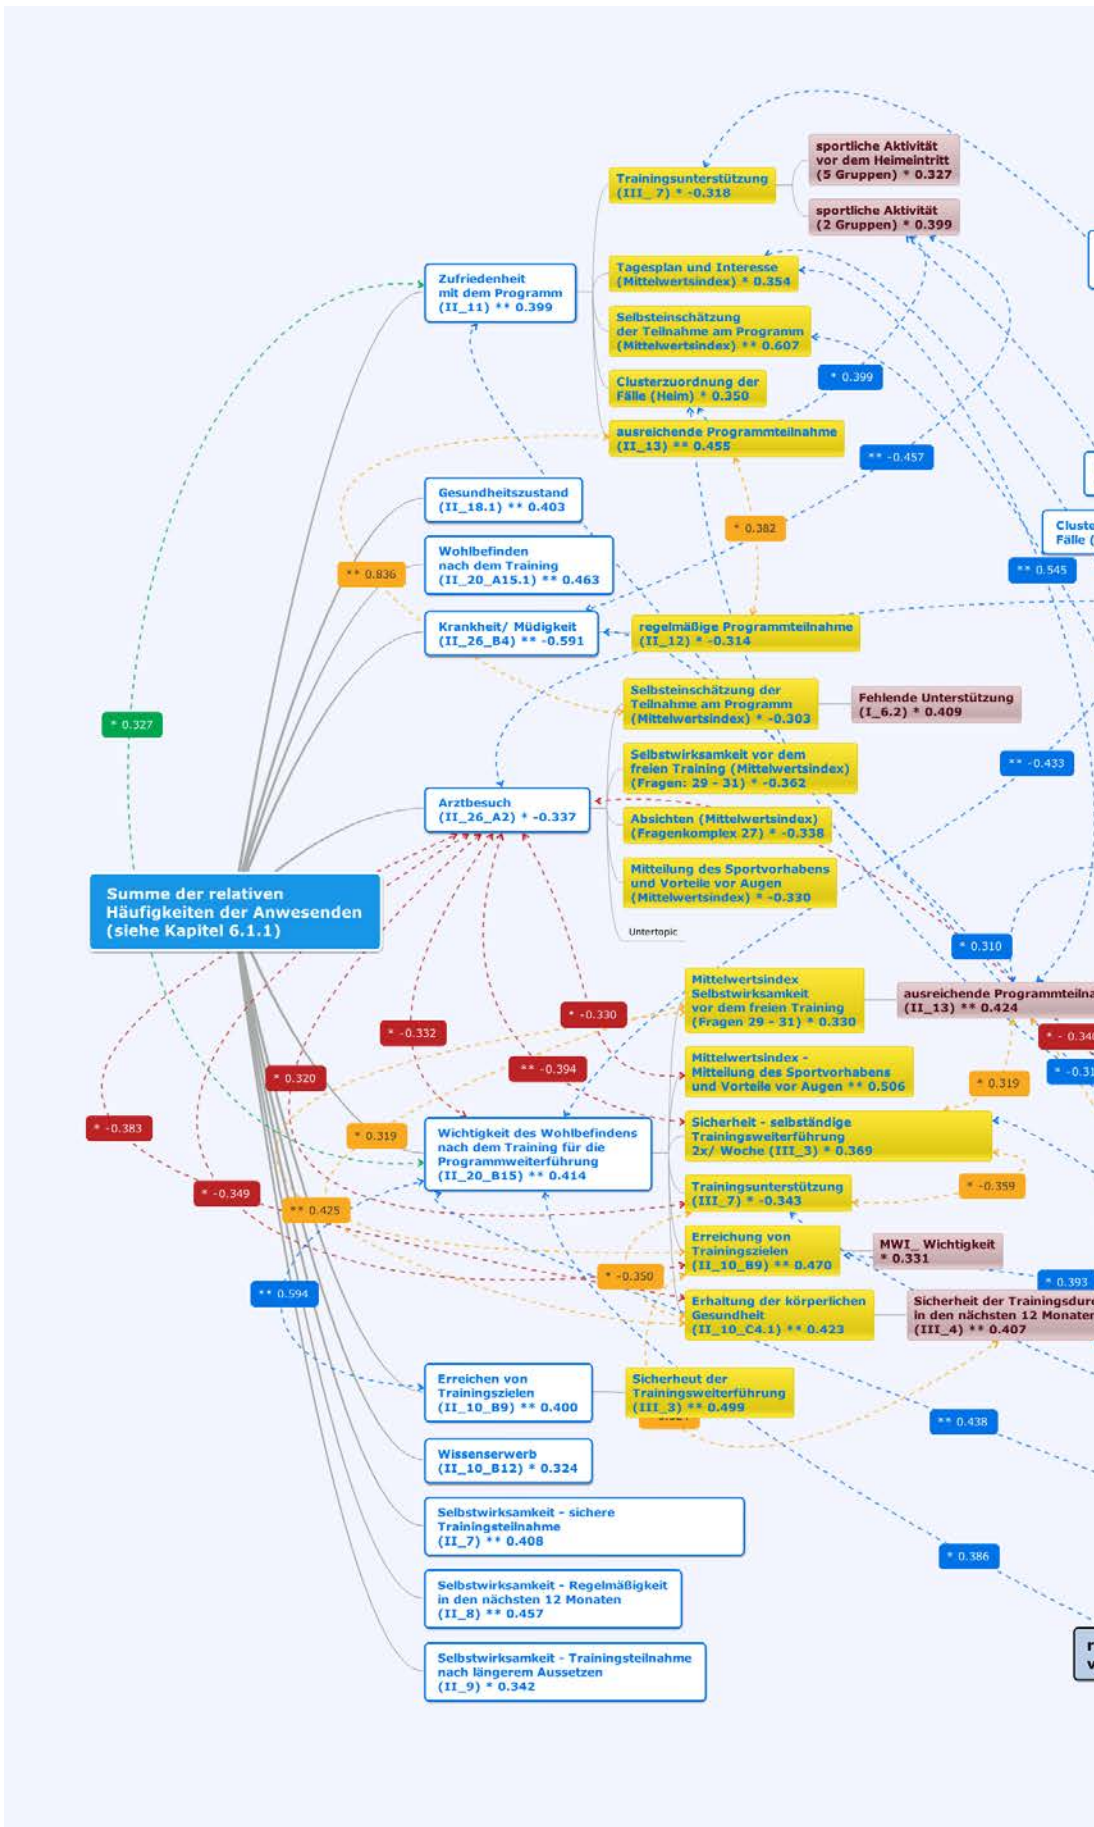 sportliche Aktivität
vor dem Heimeintritt
(5 Gruppen) * 0.327
Trainingsunterstützung
(III_ 7) * -0.318
sportliche Aktivität
(2 Gruppen) * 0.399
Tagesplan und Interesse
(Mittelwertsindex) * 0.354
Zufriedenheit
mit dem Programm
(II_11) ** 0.399
Selbsteinschätzung
der Teilnahme am Programm
(Mittelwertsindex) ** 0.607
Clusterzuordnung der
Fälle (Heim) * 0.350
* 0.399
ausreichende Programmteilnahme
(II_13) ** 0.455
** -0.457
Gesundheitszustand
(II_18.1) ** 0.403
* 0.382
Cluste
Fälle (
Wohlbefinden
nach dem Training
(II_20_A15.1) ** 0.463
** 0.836
** 0.545
Krankheit/ Müdigkeit
(II_26_B4) ** -0.591
regelmäßige Programmteilnahme
(II_12) * -0.314
Selbsteinschätzung der
Teilnahme am Programm
(Mittelwertsindex) * -0.303
Fehlende Unterstützung
(I_6.2) * 0.409
* 0.327
Selbstwirksamkeit vor dem
freien Training (Mittelwertsindex)
(Fragen: 29 - 31) * -0.362
** -0.433
Arztbesuch
(II_26_A2) * -0.337
Absichten (Mittelwertsindex)
(Fragenkomplex 27) * -0.338
Mitteilung des Sportvorhabens
und Vorteile vor Augen
(Mittelwertsindex) * -0.330
Summe der relativen
Häufigkeiten der Anwesenden
(siehe Kapitel 6.1.1)
Untertopic
* 0.310
Mittelwertsindex
Selbstwirksamkeit
vor dem freien Training
(Fragen 29 - 31) * 0.330
ausreichende Programmteilna
(II_13) ** 0.424
* -0.330
* -0.332
* - 0.340
** -0.394
Mittelwertsindex -
Mitteilung des Sportvorhabens
und Vorteile vor Augen ** 0.506
* -0.31
* 0.320
* 0.319
* -0.383
* 0.319
Wichtigkeit des Wohlbefindens
nach dem Training für die
Programmweiterführung
(II_20_B15) ** 0.414
Sicherheit - selbständige
Trainingsweiterführung
2x/ Woche (III_3) * 0.369
* -0.359
* -0.349
Trainingsunterstützung
(III_7) * -0.343
** 0.425
Erreichung von
Trainingszielen
(II_10_B9) ** 0.470
MWI_ Wichtigkeit
* 0.331
* -0.350
* 0.393
** 0.594
Erhaltung der körperlichen
Gesundheit
(II_10_C4.1) ** 0.423
Sicherheit der Trainingsdurc
in den nächsten 12 Monaten
(III_4) ** 0.407
Erreichen von
Trainingszielen
(II_10_B9) ** 0.400
Sicherheut der
Trainingsweiterführung
(III_3) ** 0.499
** 0.438
Wissenserwerb
(II_10_B12) * 0.324
Selbstwirksamkeit - sichere
Trainingsteilnahme
(II_7) ** 0.408
* 0.386
Selbstwirksamkeit - Regelmäßigkeit
in den nächsten 12 Monaten
(II_8) ** 0.457
Selbstwirksamkeit - Trainingsteilnahme
nach längerem Aussetzen
(II_9) * 0.342